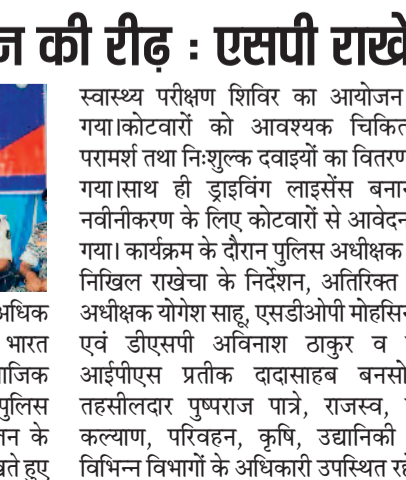 न की रीढ़ : एसपी राखे
स्वास्थ्य परीक्षण शिविर का आयोजन
गया।कोटवारों को आवश्यक चिकित
परामर्श तथा निःशुल्क दवाइयों का वितरण
गया।साथ ही ड्राइविंग लाइसेंस बना
नवीनीकरण के लिए कोटवारों से आवेदन
गया। कार्यक्रम के दौरान पुलिस अधीक्षक
निखिल राखेचा के निर्देशन, अतिरिक्त
अधीक्षक योगेश साहू, एसडीओपी मोहसि
एवं डीएसपी अविनाश ठाकुर व
आईपीएस प्रतीक दादासाहब बनसो
तहसीलदार पुष्पराज पात्रे, राजस्व,
कल्याण, परिवहन, कृषि, उद्यानिकी
विभिन्न विभागों के अधिकारी उपस्थित रहे
अधिक
भारत
माजिक
पुलिस
के
हुए